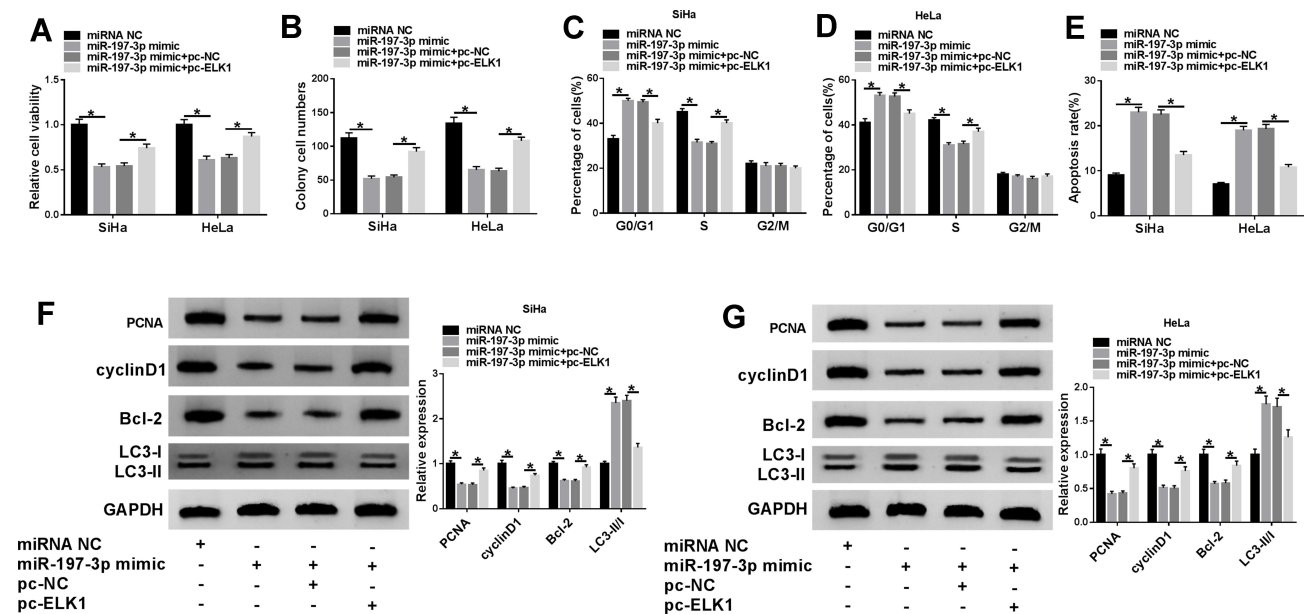 A
miRNA NC
miR-197-3p mimic
miR-197-3p mimic+pc-NC
miR-197-3p mimic+pc-ELK1
Relative cell viability
1.5
1.0
0.5
0.0
* * * *
SiHa HeLa
B
miRNA NC
miR-197-3p mimic
miR-197-3p mimic+pc-NC
miR-197-3p mimic+pc-ELK1
Colony cell numbers
200
150
100
50
0
* * * *
SiHa HeLa
C
SiHa
miRNA NC
miR-197-3p mimic
miR-197-3p mimic+pc-NC
miR-197-3p mimic+pc-ELK1
Percentage of cells(%)
60
40
20
0
* * * *
G0/G1 S G2/M
D
HeLa
miRNA NC
miR-197-3p mimic
miR-197-3p mimic+pc-NC
miR-197-3p mimic+pc-ELK1
Percentage of cells(%)
60
40
20
0
* * * *
G0/G1 S G2/M
E
miRNA NC
miR-197-3p mimic
miR-197-3p mimic+pc-NC
miR-197-3p mimic+pc-ELK1
Apoptosis rate(%)
30
20
10
0
* * * *
SiHa HeLa
F
PCNA
cyclinD1
Bcl-2
LC3-I
LC3-II
GAPDH
miRNA NC + - - -
miR-197-3p mimic - + + +
pc-NC - - + -
pc-ELK1 - - - +
SiHa
miRNA NC
miR-197-3p mimic
miR-197-3p mimic+pc-NC
miR-197-3p mimic+pc-ELK1
Relative expression
3
2
1
0
* * * * * * * *
PCNA cyclinD1 Bcl-2 LC3-II/I
G
PCNA
cyclinD1
Bcl-2
LC3-I
LC3-II
GAPDH
miRNA NC + - - -
miR-197-3p mimic - + + +
pc-NC - - + -
pc-ELK1 - - - +
HeLa
miRNA NC
miR-197-3p mimic
miR-197-3p mimic+pc-NC
miR-197-3p mimic+pc-ELK1
Relative expression
2.0
1.5
1.0
0.5
0.0
* * * * * * * *
PCNA cyclinD1 Bcl-2 LC3-II/I